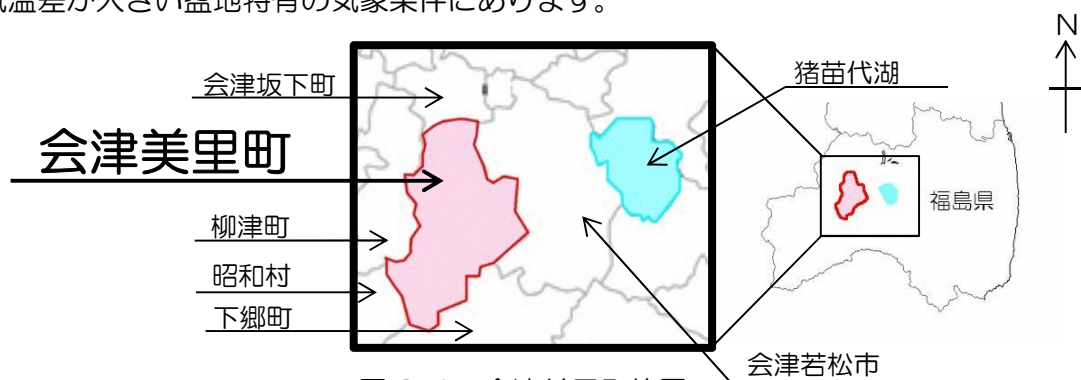 気温差が大きい盆地特有の気象条件にあります。
N
会津坂下町
猪苗代湖
会津美里町
福島県
柳津町
昭和村
下郷町
会津若松市